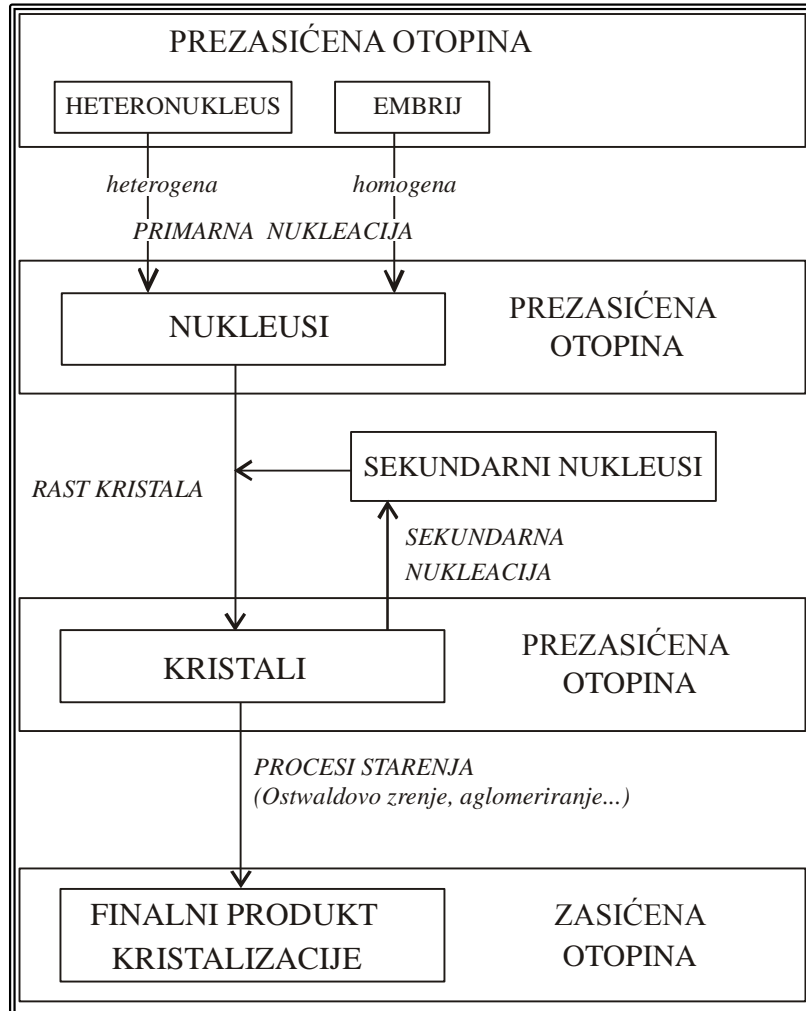 PREZASIĆENA OTOPINA
HETERONUKLEUS
EMBRIJ
heterogena
homogena
PRIMARNA NUKLEACIJA
NUKLEUSI
PREZASIĆENA
OTOPINA
SEKUNDARNI NUKLEUSI
RAST KRISTALA
SEKUNDARNA
NUKLEACIJA
KRISTALI
PREZASIĆENA
OTOPINA
PROCESI STARENJA
(Ostwaldovo zrenje, aglomeriranje...)
FINALNI PRODUKT
KRISTALIZACIJE
ZASIĆENA
OTOPINA